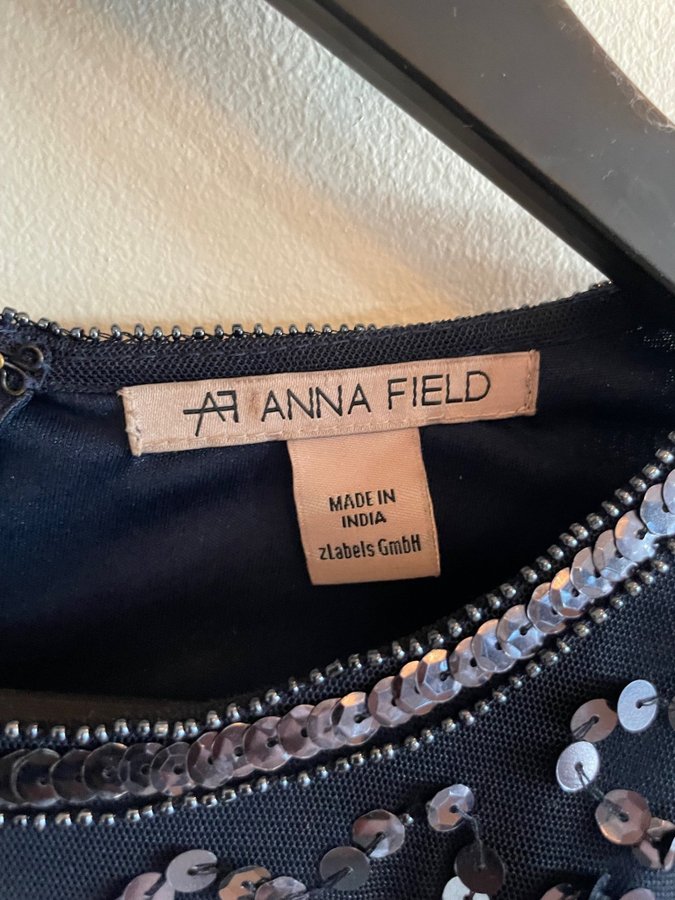 AF ANNA FIELD
MADE IN
INDIA
zLabels GmbH